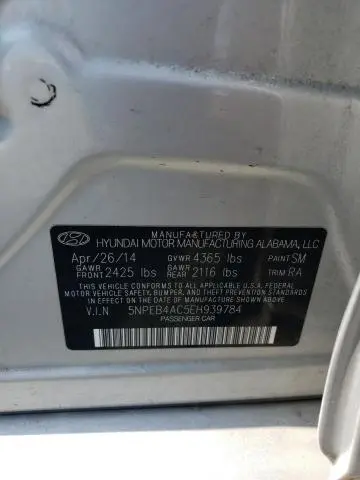 MANUFACTURED BY
HYUNDAI MOTOR MANUFACTURING ALABAMA, LLC
Apr/26/14 GVWR 4365 lbs PAINT SM
GAWR FRONT 2425 lbs GAWR REAR 2116 lbs TRIM RA
THIS VEHICLE CONFORMS TO ALL APPLICABLE U.S. FEDERAL
MOTOR VEHICLE SAFETY, BUMPER, AND THEFT PREVENTION STANDARDS
IN EFFECT ON THE DATE OF MANUFACTURE SHOWN ABOVE.
V.I.N 5NPEB4AC5EH939784
PASSENGER CAR